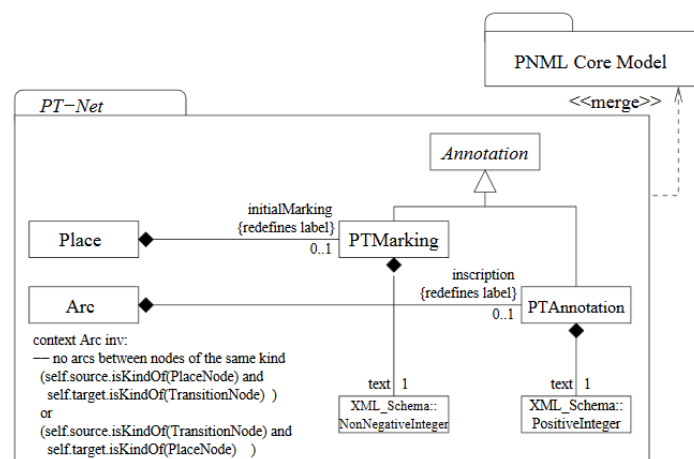 PNML Core Model
<<merge>>
PT−Net
Annotation
initialMarking
{redefines label}
Place
PTMarking
0..1
inscription
{redefines label}
Arc
PTAnnotation
0..1
context Arc inv:
— no arcs between nodes of the same kind
(self.source.isKindOf(PlaceNode) and
self.target.isKindOf(TransitionNode) )
or
(self.source.isKindOf(TransitionNode) and
self.target.isKindOf(PlaceNode) )
text 1
XML_Schema::
NonNegativeInteger
text 1
XML_Schema::
PositiveInteger